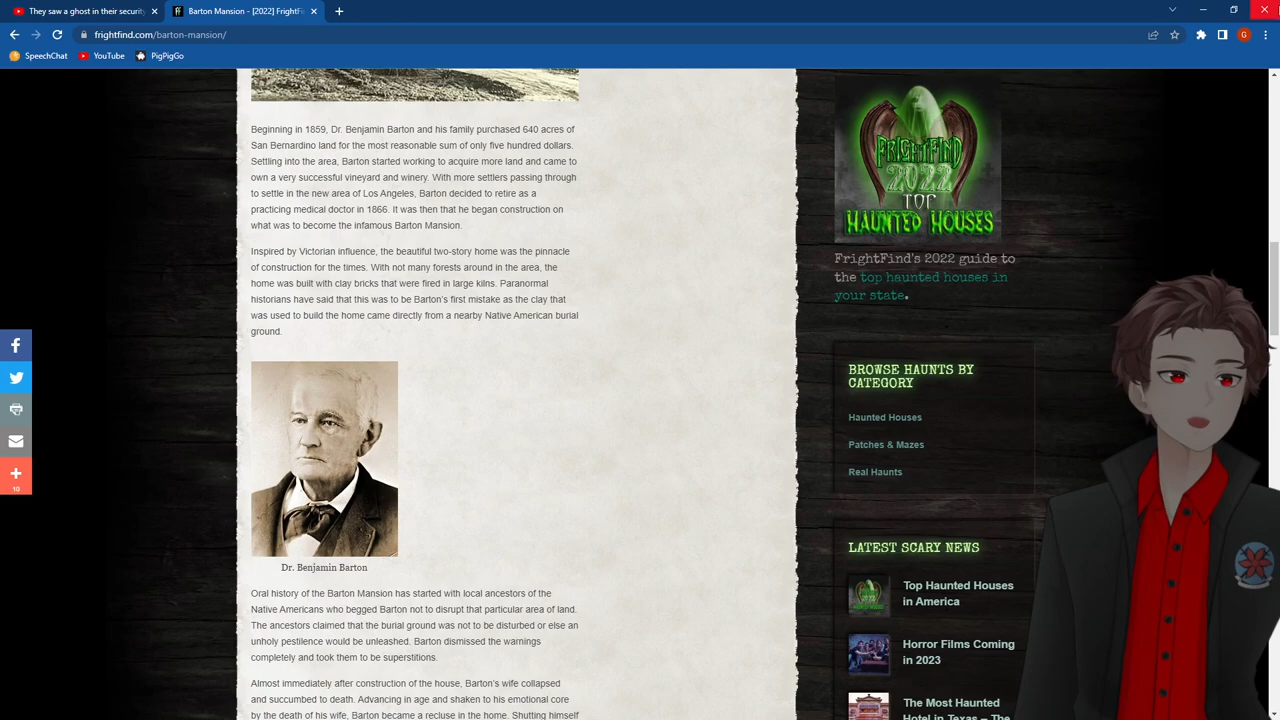 They saw a ghost in their security
Barton Mansion - [2022] FrightF
frightfind.com/barton-mansion/
G
SpeechChat
YouTube
PigPigGo
Beginning in 1859, Dr. Benjamin Barton and his family purchased 640 acres of
San Bernardino land for the most reasonable sum of only five hundred dollars.
Settling into the area, Barton started working to acquire more land and came to
own a very successful vineyard and winery. With more settlers passing through
to settle in the new area of Los Angeles, Barton decided to retire as a
practicing medical doctor in 1866. It was then that he began construction on
what was to become the infamous Barton Mansion.
Inspired by Victorian influence, the beautiful two-story home was the pinnacle
of construction for the times. With not many forests around in the area, the
home was built with clay bricks that were fired in large kilns. Paranormal
historians have said that this was to be Barton's first mistake as the clay that
was used to build the home came directly from a nearby Native American burial
ground.
Dr. Benjamin Barton
Oral history of the Barton Mansion has started with local ancestors of the
Native Americans who begged Barton not to disrupt that particular area of land.
The ancestors claimed that the burial ground was not to be disturbed or else an
unholy pestilence would be unleashed. Barton dismissed the warnings
completely and took them to be superstitions.
Almost immediately after construction of the house, Barton's wife collapsed
and succumbed to death. Advancing in age and shaken to his emotional core
by the death of his wife, Barton became a recluse in the home. Shutting himself
10
FRIGHTFIND
2022
TOP
HAUNTED HOUSES
FrightFind's 2022 guide to
the top haunted houses in
your state.
BROWSE HAUNTS BY
CATEGORY
Haunted Houses
Patches & Mazes
Real Haunts
LATEST SCARY NEWS
Top Haunted Houses
in America
Horror Films Coming
in 2023
The Most Haunted
Hotel in Texas – The